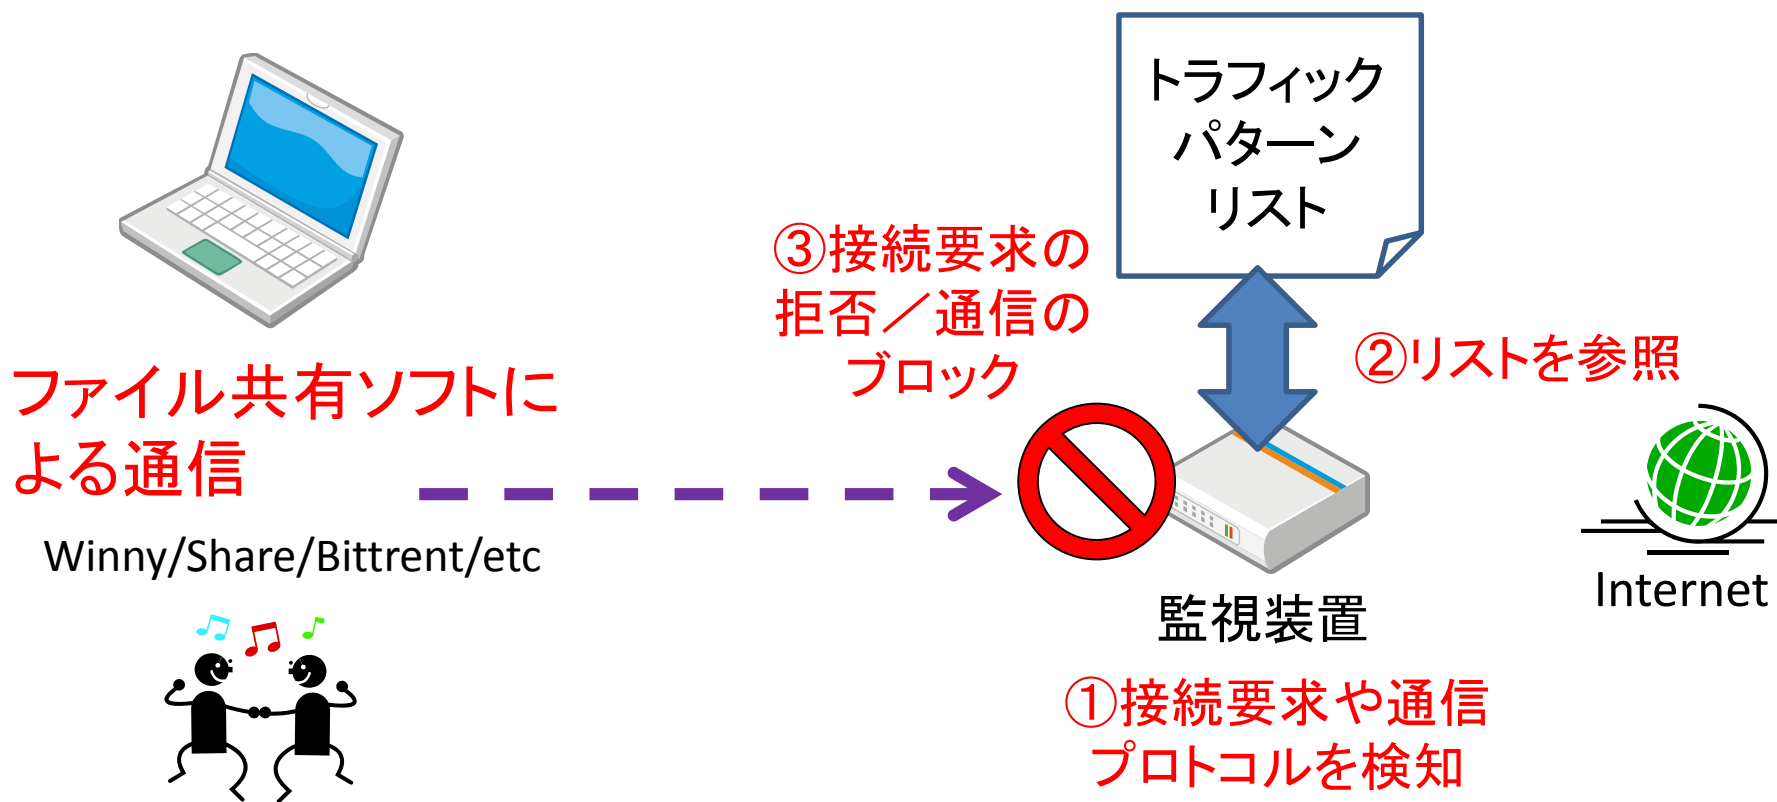 トラフィック
パターン
リスト
③接続要求の
拒否／通信の
ブロック
②リストを参照
ファイル共有ソフトに
よる通信
Winny/Share/Bittrent/etc
Internet
監視装置
①接続要求や通信
プロトコルを検知